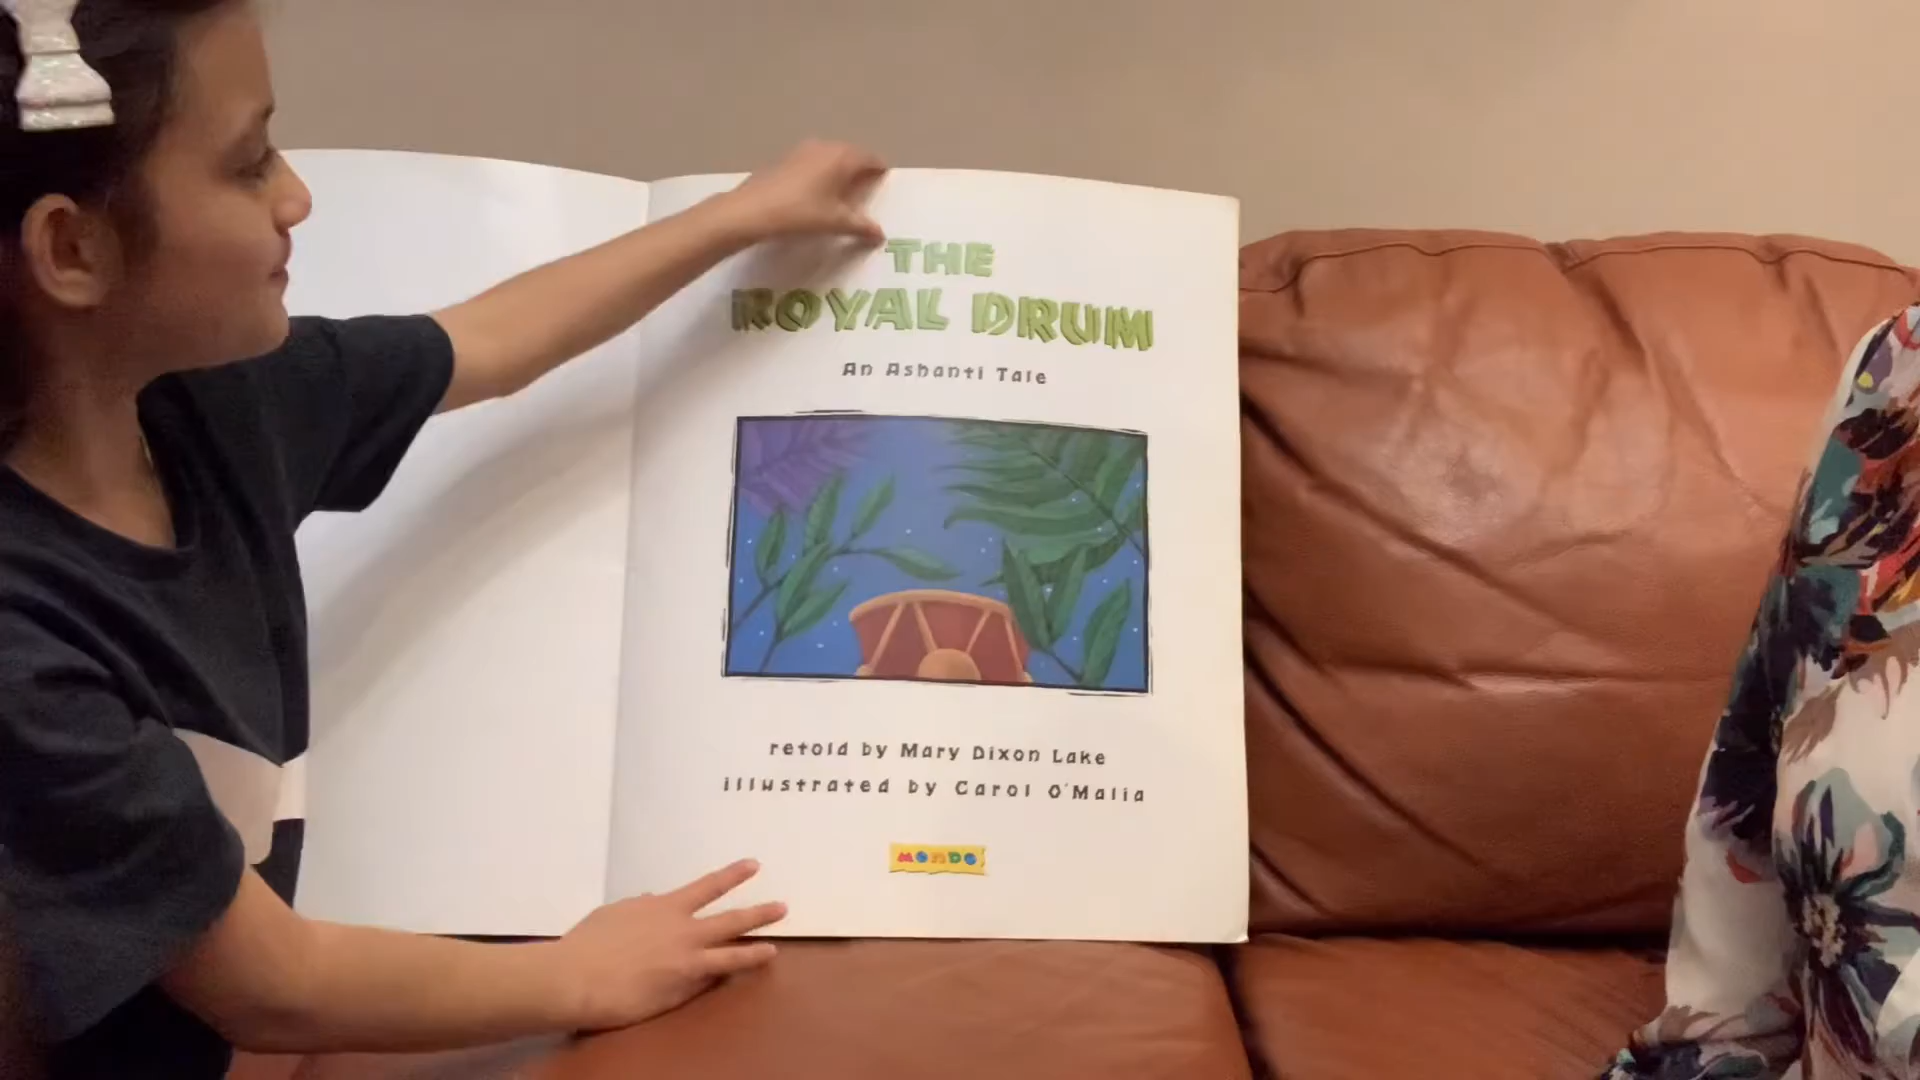 THE
ROYAL DRUM
An Ashanti Tale
retold by Mary Dixon Lake
illustrated by Carol O'Malia
MONDO